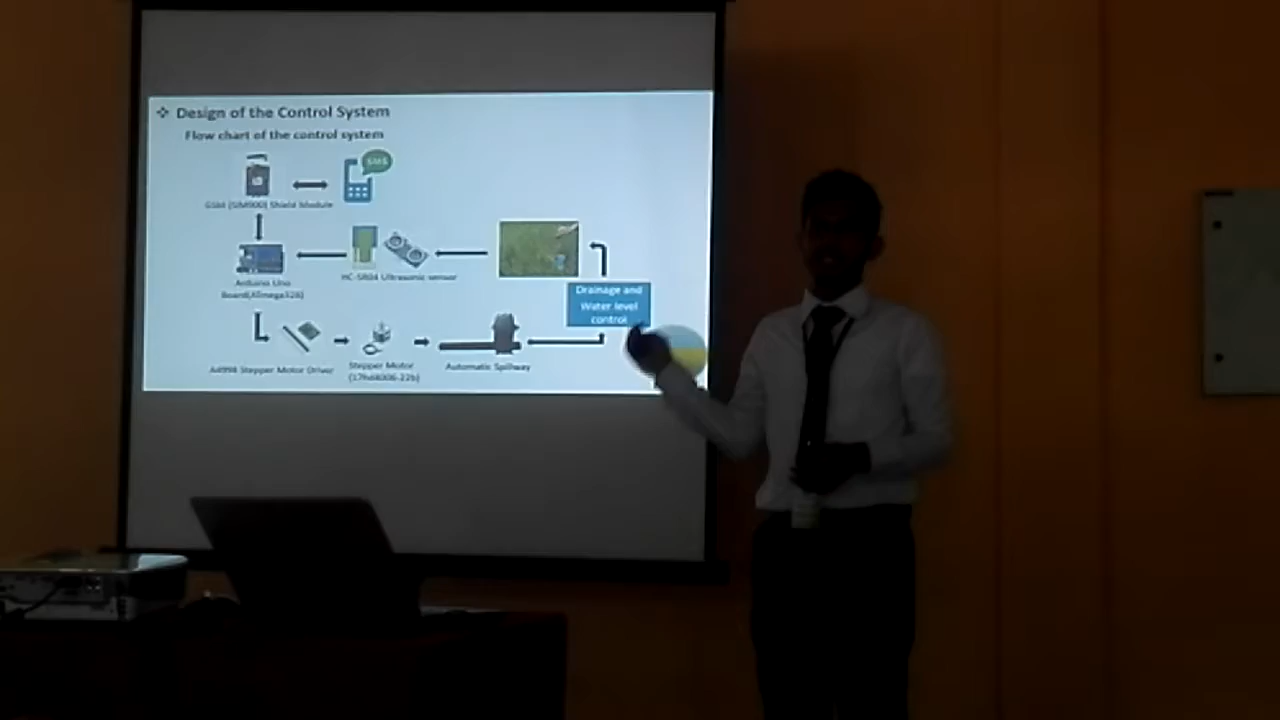 Design of the Control System
Flow chart of the control system
SMS
GSM (SIM900) Shield Module
HC-SR04 Ultrasonic sensor
Arduino Uno
Board(ATmega328)
Drainage and
Water level
control
A4998 Stepper Motor Driver
Stepper Motor
Automatic Spillway